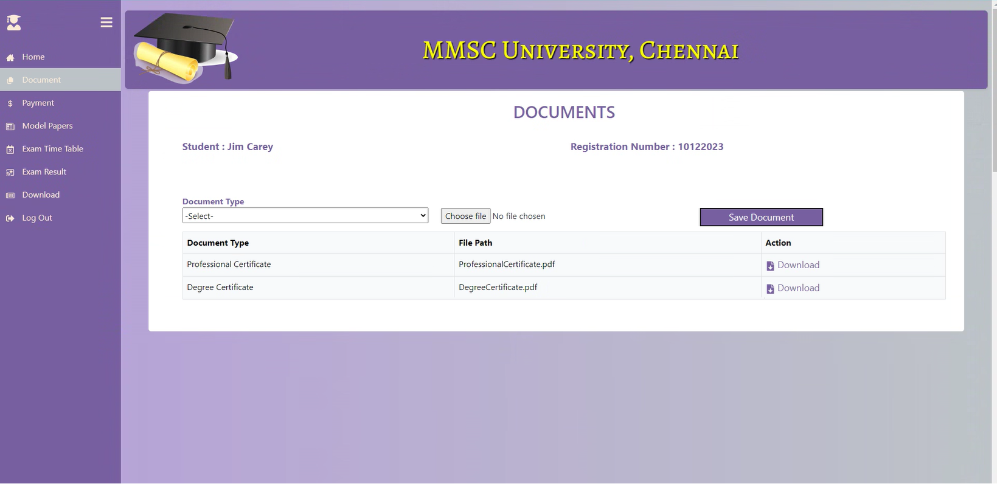 MMSC University, Chennai
Home
Document
Payment
Model Papers
Exam Time Table
Exam Result
Download
Log Out
DOCUMENTS
Student : Jim Carey
Registration Number : 10122023
Document Type
-Select-
Choose file No file chosen
Save Document
Document Type File Path Action
Professional Certificate ProfessionalCertificate.pdf Download
Degree Certificate DegreeCertificate.pdf Download